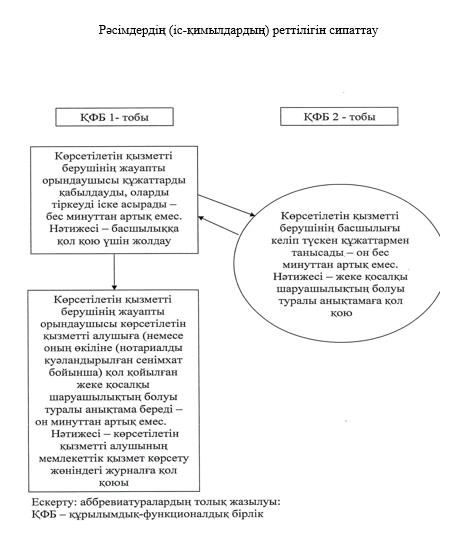 Рәсімдердің (іс-қимылдардың) реттілігін сипаттау
ҚФБ 1- тобы
ҚФБ 2 - тобы
Көрсетілетін қызметті
берушінің жауапты
орындаушысы құжаттарды
қабылдауды, оларды
тіркеуді іске асырады –
бес минуттан артық емес.
Нәтижесі – басшылыққа
қол қою үшін жолдау
Көрсетілетін қызметті
берушінің басшылығы
келіп түскен құжаттармен
танысады – он бес
минуттан артық емес.
Нәтижесі – жеке қосалқы
шаруашылықтың болуы
туралы анықтамаға қол
қою
Көрсетілетін қызметті
берушінің жауапты
орындаушысы көрсетілетін
қызметті алушыға (немесе
оның өкіліне (нотариалды
куәландырылған сенімхат
бойынша) қол қойылған
жеке қосалқы
шаруашылықтың болуы
туралы анықтама береді –
он минуттан артық емес.
Нәтижесі – көрсетілетін
қызметті алушының
мемлекеттік қызмет көрсету
жөніндегі журналға қол
қоюы
Ескерту: аббревиатуралардың толық жазылуы:
ҚФБ – құрылымдық-функционалдық бірлік